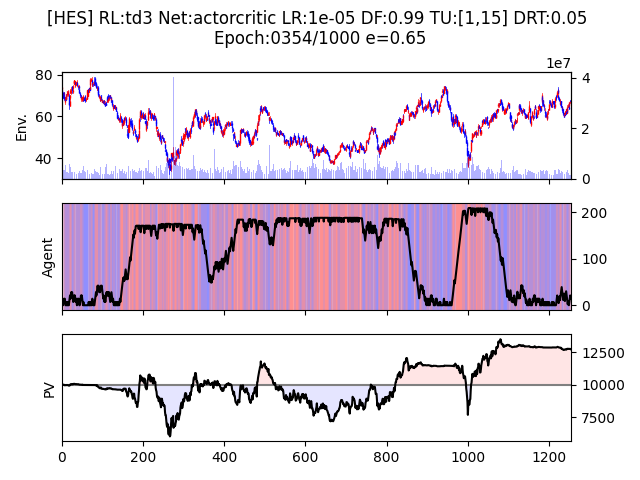 [HES] RL:td3 Net:actorcritic LR:1e-05 DF:0.99 TU:[1,15] DRT:0.05
Epoch:0354/1000 e=0.65
1e7
80
60
40
Env.
4
2
0
Agent
200
100
0
PV
12500
10000
7500
0 200 400 600 800 1000 1200